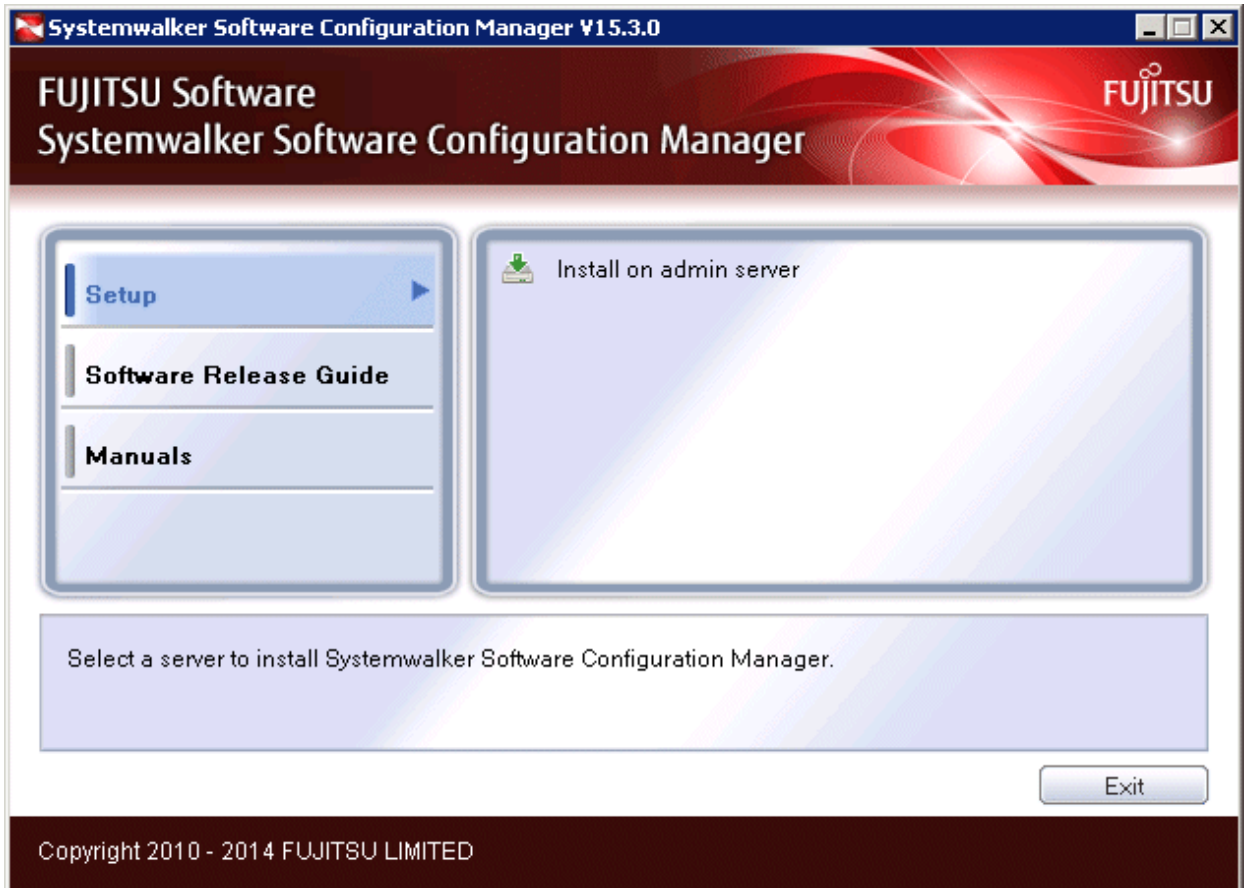 Systemwalker Software Configuration Manager V15.3.0
FUJITSU Software
Systemwalker Software Configuration Manager
FUJITSU
Setup
Software Release Guide
Manuals
Install on admin server
Select a server to install Systemwalker Software Configuration Manager.
Exit
Copyright 2010 - 2014 FUJITSU LIMITED